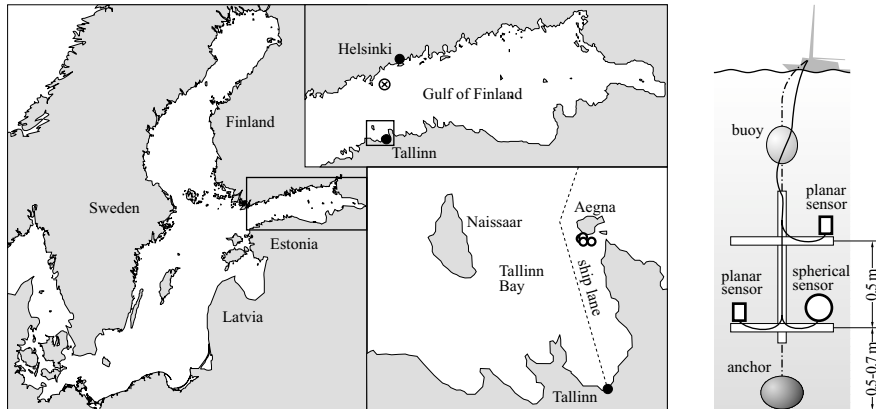 Finland
Sweden
Estonia
Latvia
Helsinki
Gulf of Finland
Tallinn
Naissaar
Aegna
Tallinn
Bay
ship lane
Tallinn
buoy
planar
sensor
planar
sensor
spherical
sensor
0.5 m
anchor
0.5-0.7 m